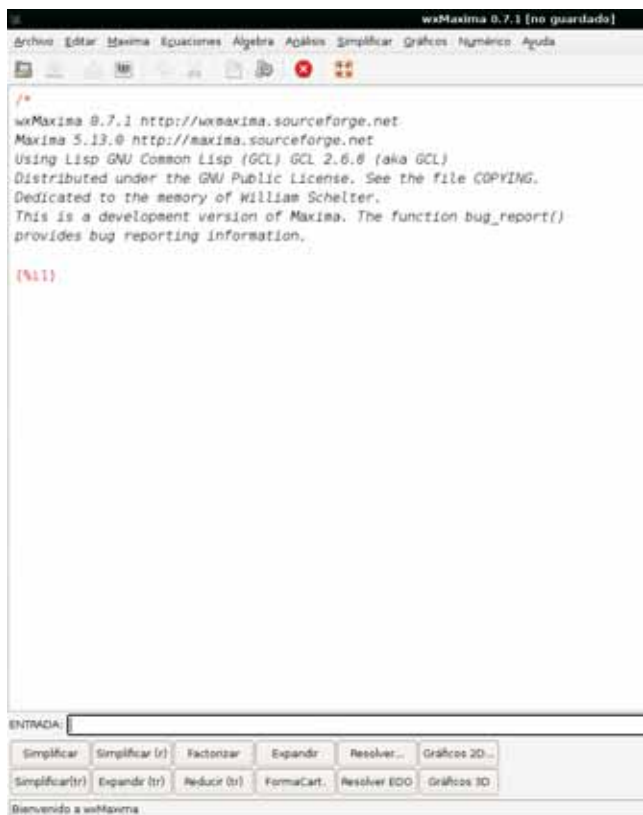 wxMaxima 0.7.1 [no guardado]
Archivo Editar Maxima Ecuaciones Álgebra Análisis Simplificar Gráficos Numérico Ayuda
/*
wxMaxima 0.7.1 http://wxmaxima.sourceforge.net
Maxima 5.13.0 http://maxima.sourceforge.net
Using Lisp GNU Common Lisp (GCL) GCL 2.6.8 (aka GCL)
Distributed under the GNU Public License. See the file COPYING.
Dedicated to the memory of William Schelter.
This is a development version of Maxima. The function bug_report()
provides bug reporting information.
(%i1)
ENTRADA:
Simplificar Simplificar (r) Factorizar Expandir Resolver... Gráficos 2D...
Simplificar(tr) Expandir (tr) Reducir (tr) FormaCart. Resolver EDO Gráficos 3D
Bienvenido a wxMaxima